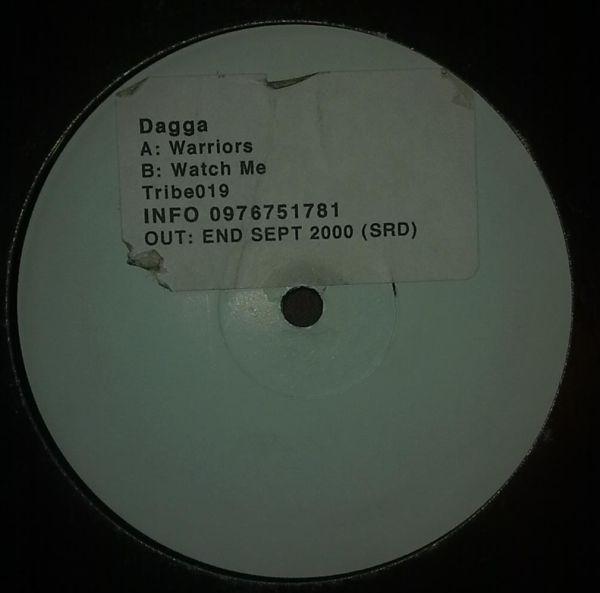 Dagga
A: Warriors
B: Watch Me
Tribe019
INFO 0976751781
OUT: END SEPT 2000 (SRD)